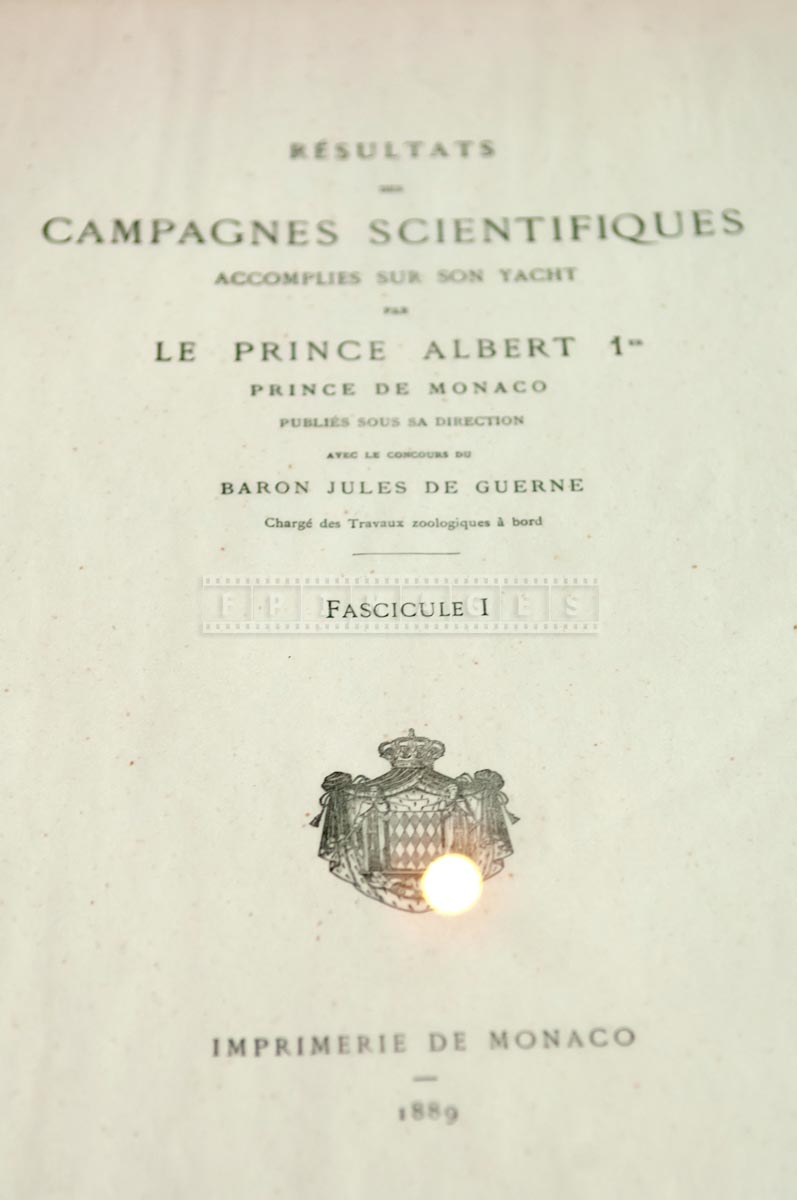 RÉSULTATS
DES
CAMPAGNES SCIENTIFIQUES
ACCOMPLIES SUR SON YACHT
PAR
LE PRINCE ALBERT 1ER
PRINCE DE MONACO
PUBLIÉS SOUS SA DIRECTION
AVEC LE CONCOURS DU
BARON JULES DE GUERNE
Chargé des Travaux zoologiques à bord
FASCICULE I
IMPRIMERIE DE MONACO
1889